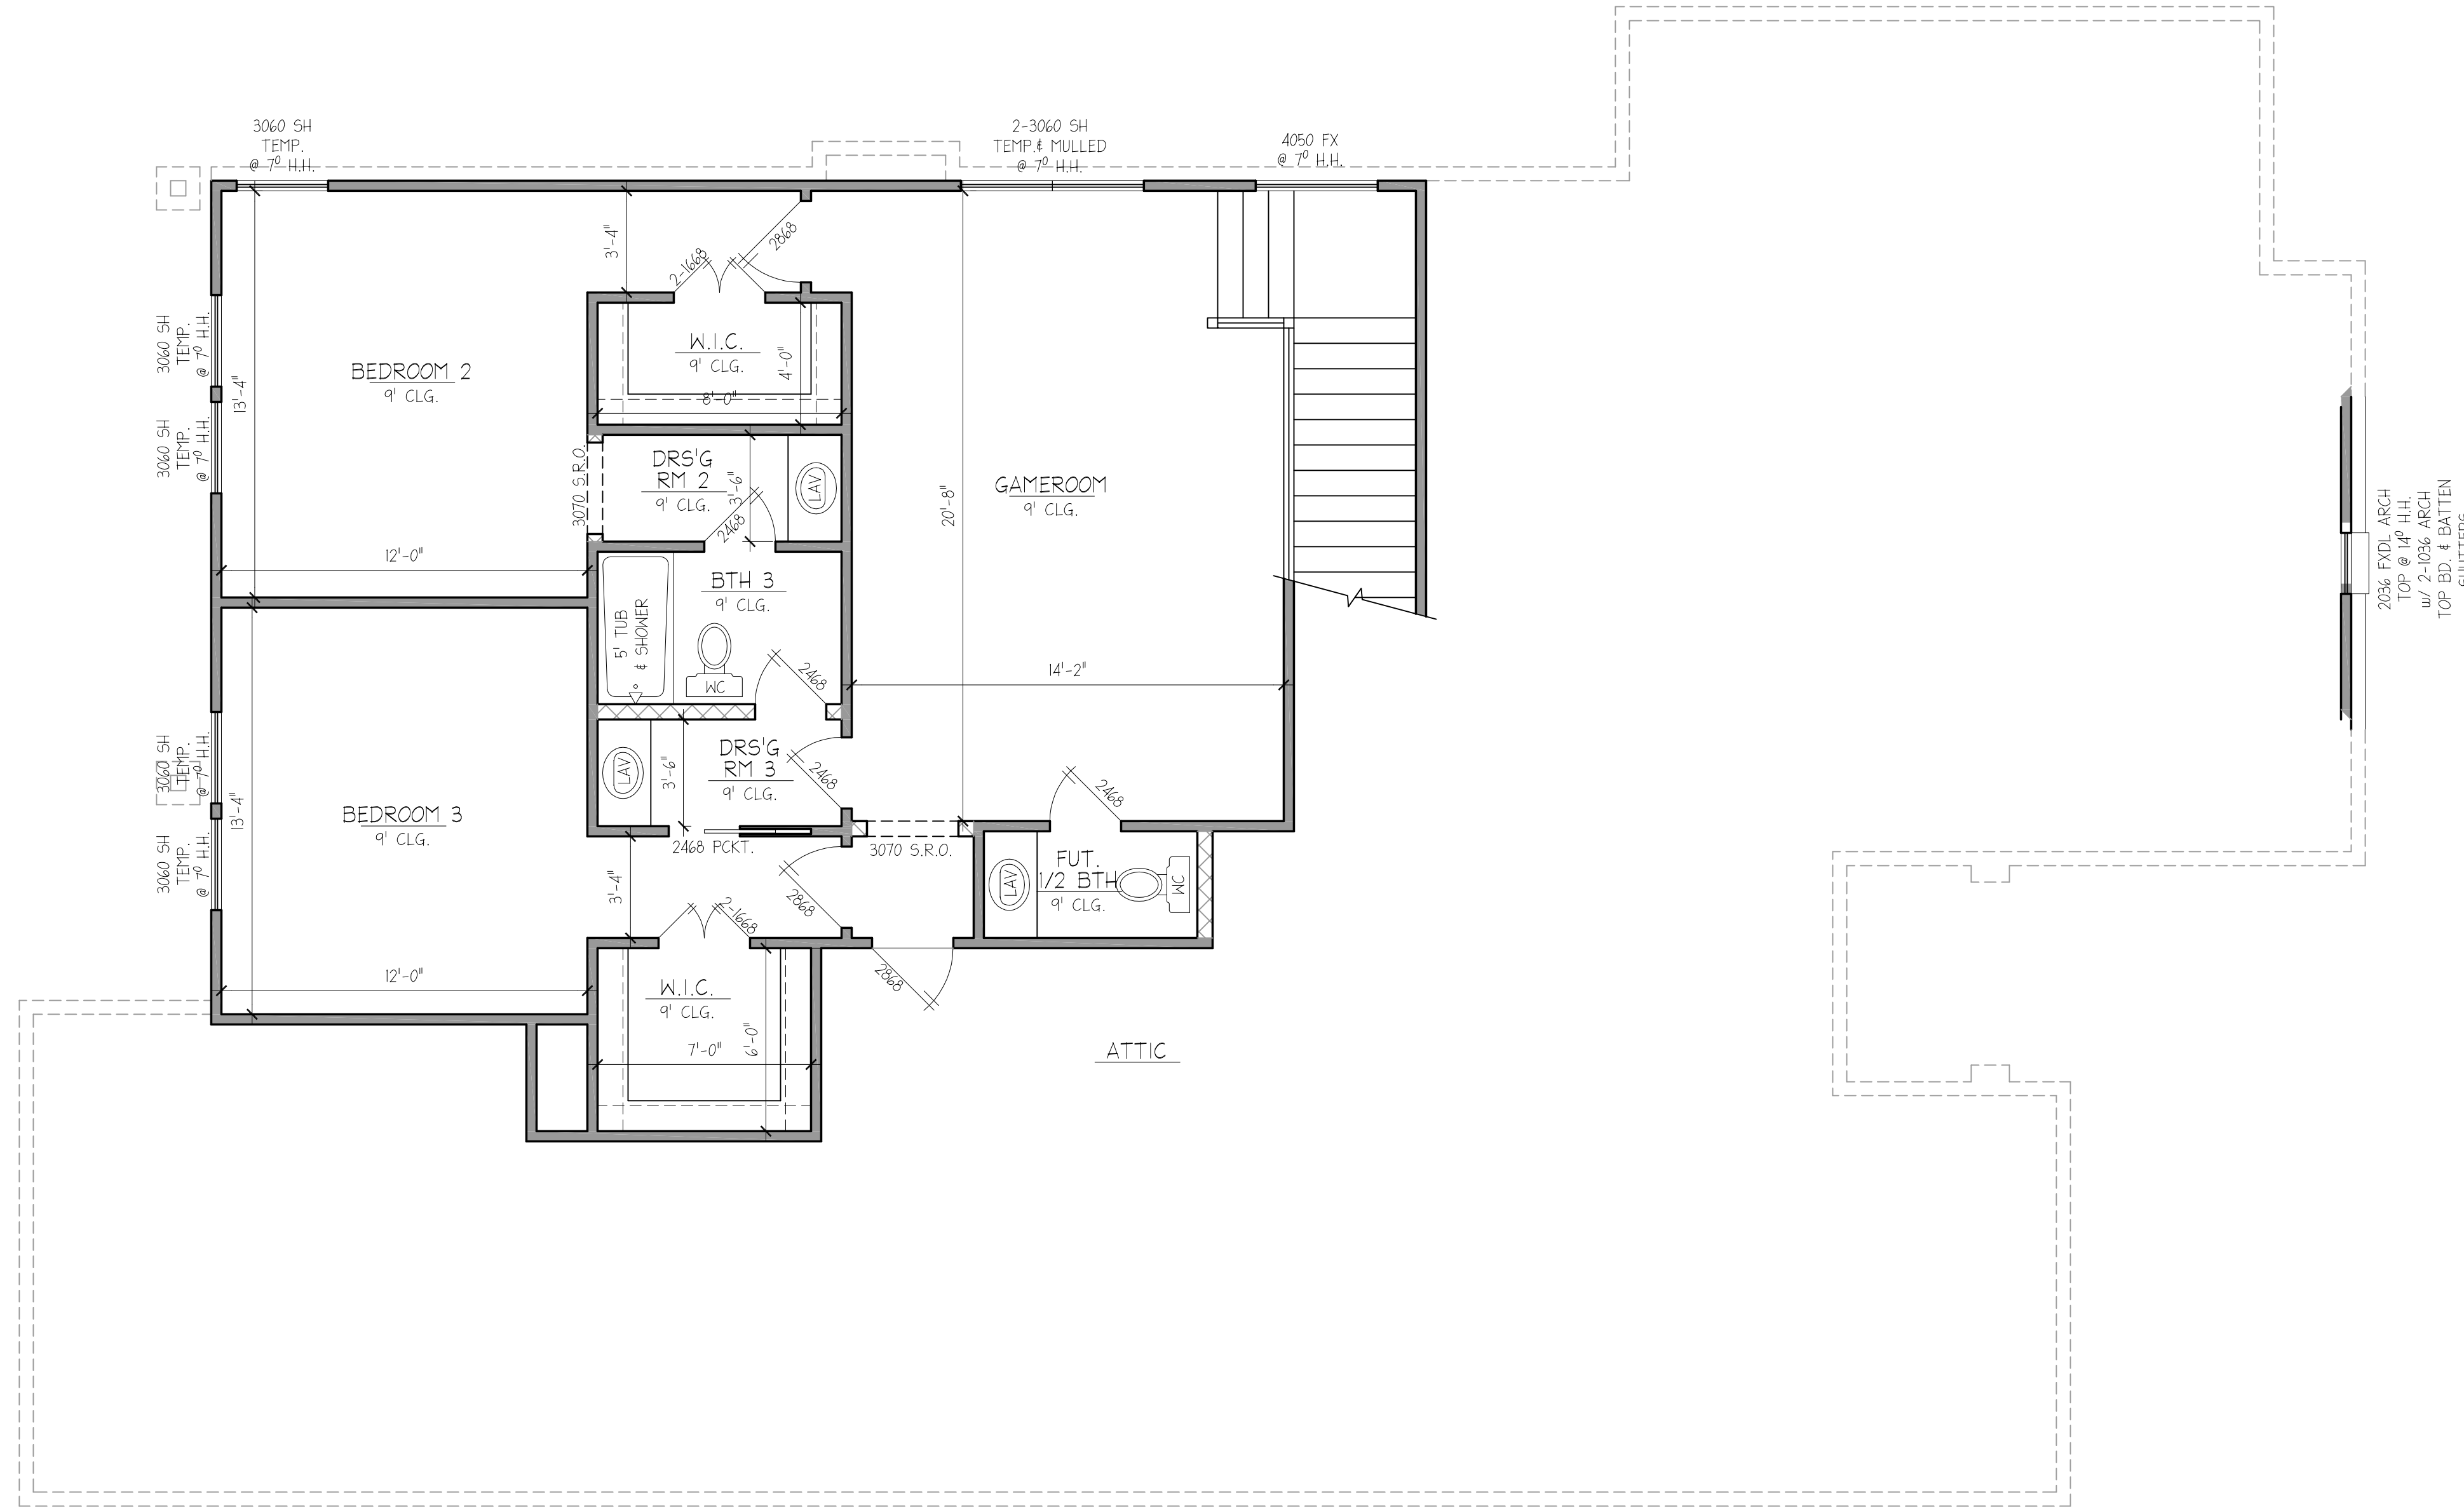 3060 SH
TEMP.
@ 7⁰ H.H.
2-3060 SH
TEMP.& MULLED
@ 7⁰ H.H.
4050 FX
@ 7⁰ H.H.
3'-4"
2868
2-1668
3060 SH
TEMP.
@ 7⁰ H.H.
BEDROOM 2
9' CLG.
13'-4"
W.I.C.
9' CLG.
4'-0"
8'-0"
3060 SH
TEMP.
@ 7⁰ H.H.
3070 S.R.O.
DRS'G
RM 2
9' CLG.
3'-6"
2468
LAV
20'-8"
GAMEROOM
9' CLG.
12'-0"
BTH 3
9' CLG.
5' TUB
& SHOWER
WC
2468
14'-2"
2036 FXDL ARCH
TOP @ 14⁰ H.H.
w/ 2-1036 ARCH
TOP BD. & BATTEN
3060 SH
TEMP.
@ 7⁰ H.H.
LAV
3'-6"
DRS'G
RM 3
9' CLG.
2468
2468
BEDROOM 3
9' CLG.
13'-4"
3060 SH
TEMP.
@ 7⁰ H.H.
2468 PCKT.
3070 S.R.O.
FUT.
1/2 BTH
9' CLG.
LAV
WC
3'-4"
2868
2-1668
2868
12'-0"
W.I.C.
9' CLG.
7'-0"
6'-0"
ATTIC